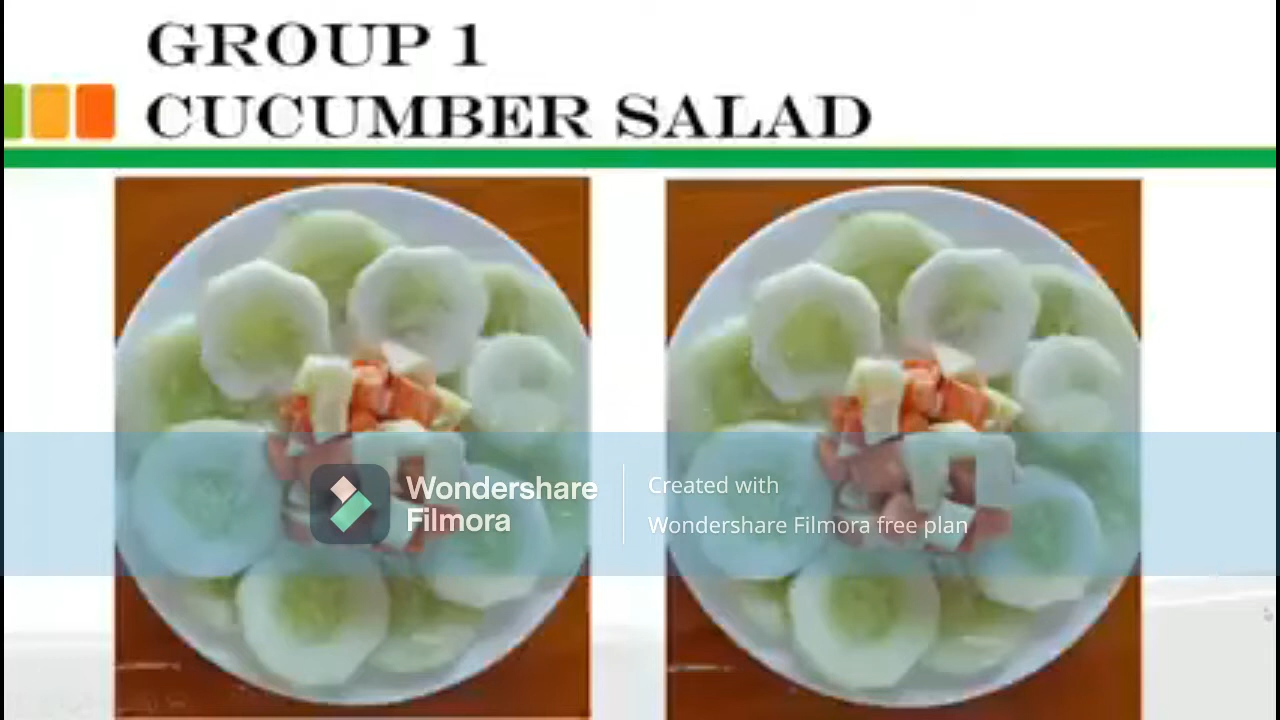 GROUP 1
CUCUMBER SALAD
Wondershare
Filmora
Created with
Wondershare Filmora free plan